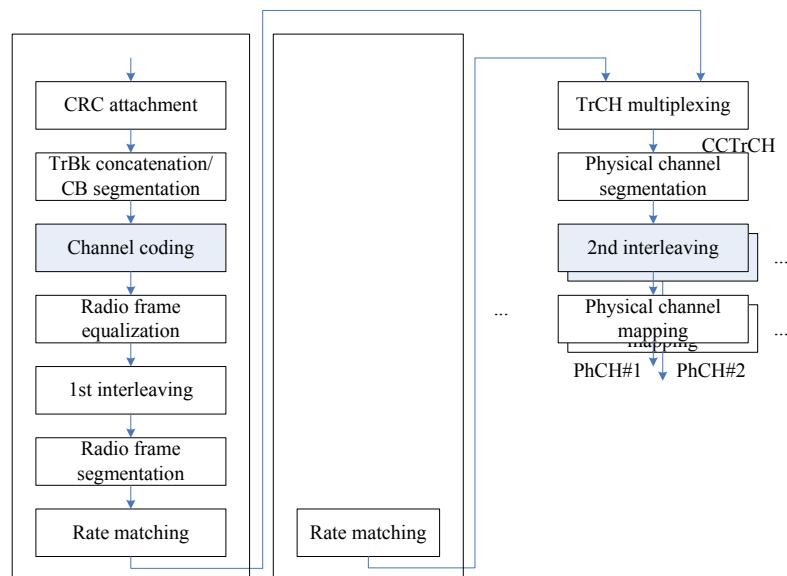 CRC attachment
TrBk concatenation/
CB segmentation
Channel coding
Radio frame
equalization
1st interleaving
Radio frame
segmentation
Rate matching
Rate matching
...
TrCH multiplexing
CCTrCH
Physical channel
segmentation
2nd interleaving
...
Physical channel
mapping
mapping
...
PhCH#1
PhCH#2